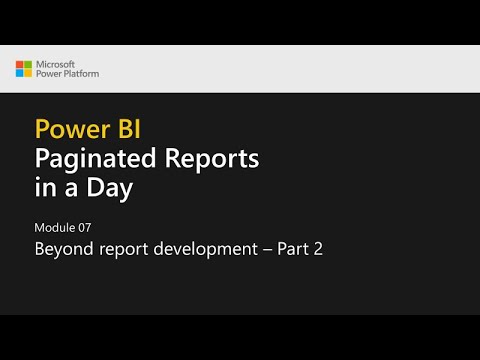 Microsoft
Power Platform
Power BI
Paginated Reports
in a Day
Module 07
Beyond report development – Part 2